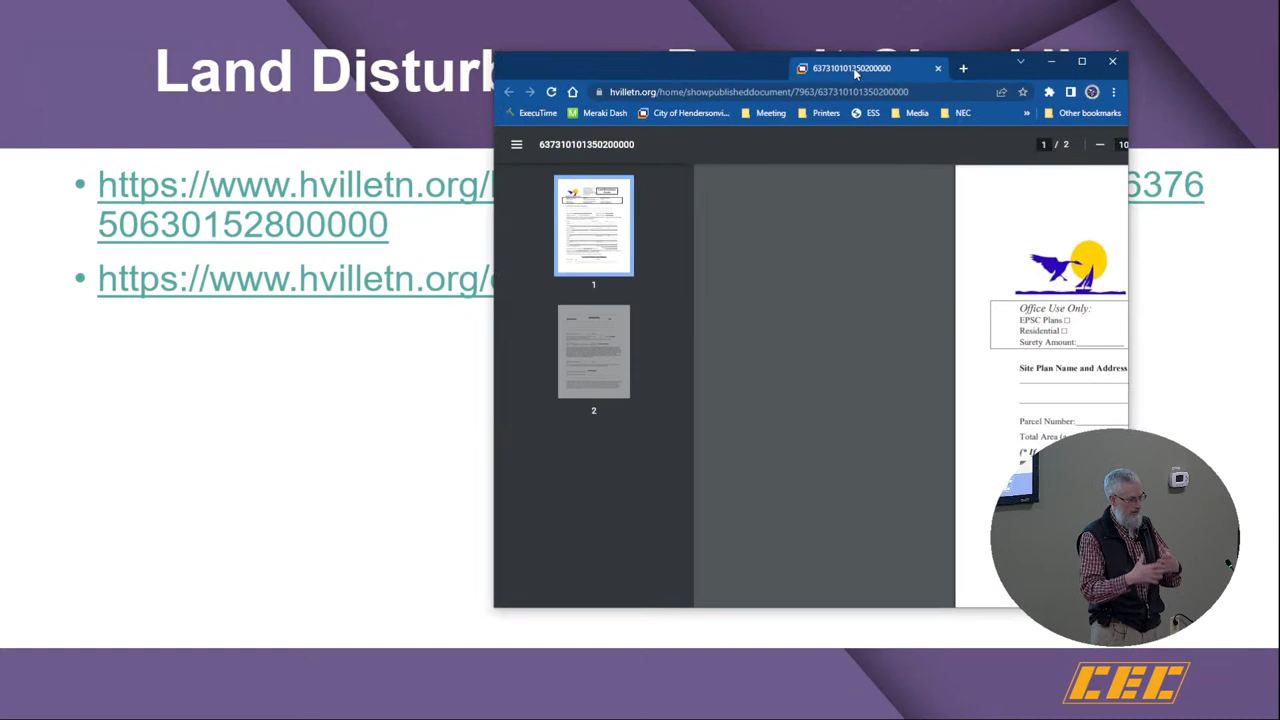 Land Disturb
• https://www.hvilletn.org/
6376
50630152800000
• https://www.hvilletn.org/
637310101350200000
hvilletn.org/home/showpublisheddocument/7963/637310101350200000
ExecuTime
Meraki Dash
City of Hendersonvi...
Meeting
Printers
ESS
Media
NEC
»
Other bookmarks
637310101350200000
1 / 2
10
1
2
Office Use Only:
EPSC Plans □
Residential □
Surety Amount:
Site Plan Name and Address
Parcel Number:
Total Area
(* If
CEC